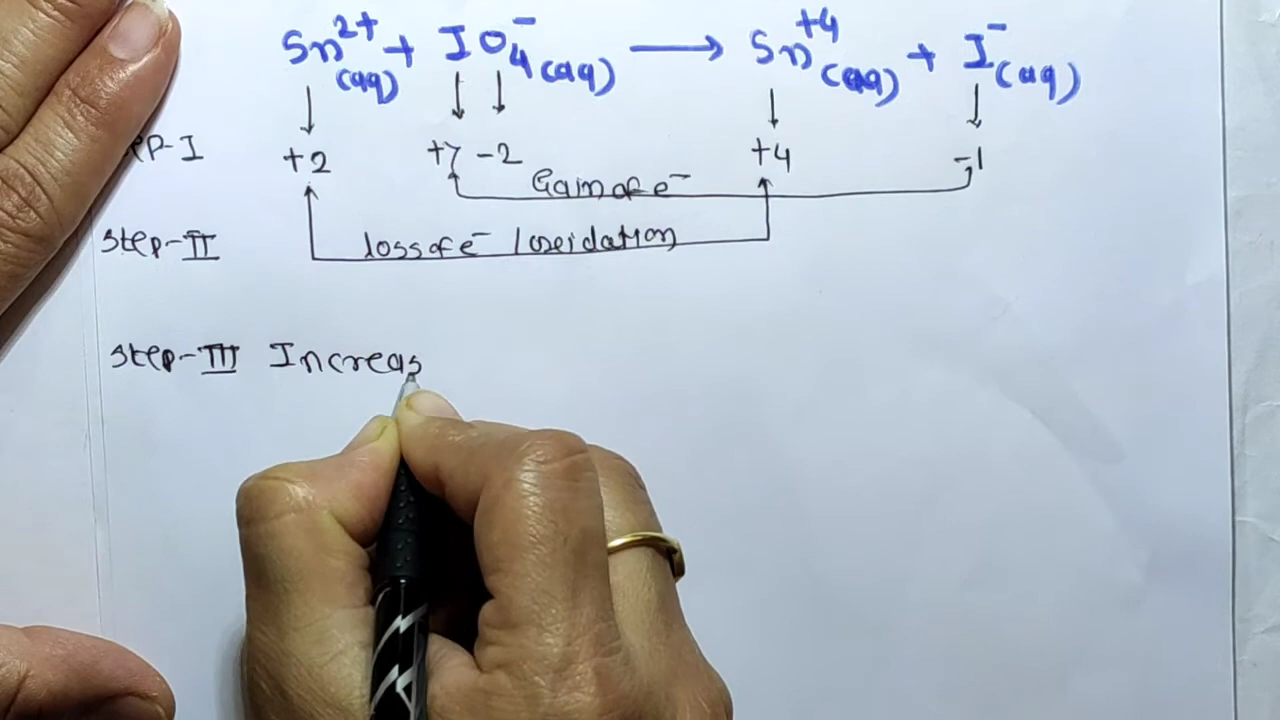 Sn²⁺(aq) + IO₄⁻(aq) ⟶ Sn⁺⁴(aq) + I⁻(aq)
eP-I +2 +7 -2 +4 -1
Gain of e⁻
Step-II loss of e⁻ / oxidation
Step-III Increas